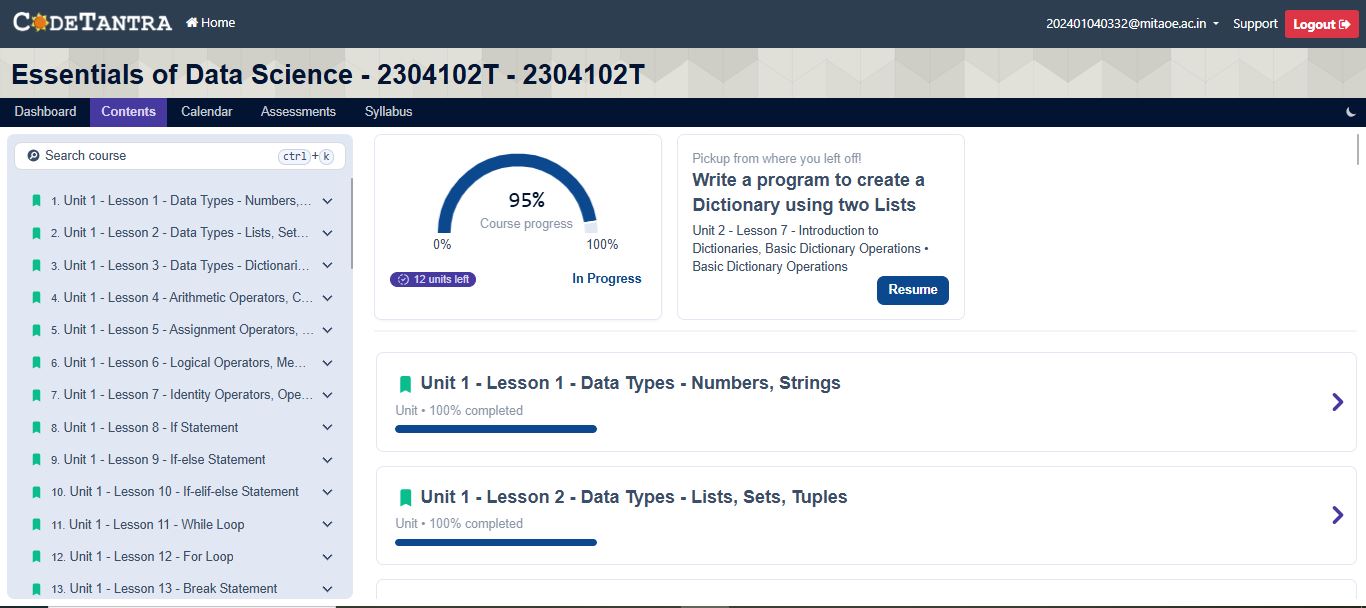 CODETANTRA Home 202401040332@mitaoe.ac.in Support Logout
Essentials of Data Science - 2304102T - 2304102T
Dashboard Contents Calendar Assessments Syllabus
Search course ctrl+k
1. Unit 1 - Lesson 1 - Data Types - Numbers,...
2. Unit 1 - Lesson 2 - Data Types - Lists, Set...
3. Unit 1 - Lesson 3 - Data Types - Dictionari...
4. Unit 1 - Lesson 4 - Arithmetic Operators, C...
5. Unit 1 - Lesson 5 - Assignment Operators, ...
6. Unit 1 - Lesson 6 - Logical Operators, Me...
7. Unit 1 - Lesson 7 - Identity Operators, Ope...
8. Unit 1 - Lesson 8 - If Statement
9. Unit 1 - Lesson 9 - If-else Statement
10. Unit 1 - Lesson 10 - If-elif-else Statement
11. Unit 1 - Lesson 11 - While Loop
12. Unit 1 - Lesson 12 - For Loop
13. Unit 1 - Lesson 13 - Break Statement
95%
Course progress
0% 100%
12 units left In Progress
Pickup from where you left off!
Write a program to create a
Dictionary using two Lists
Unit 2 - Lesson 7 - Introduction to
Dictionaries, Basic Dictionary Operations •
Basic Dictionary Operations
Resume
Unit 1 - Lesson 1 - Data Types - Numbers, Strings
Unit • 100% completed
Unit 1 - Lesson 2 - Data Types - Lists, Sets, Tuples
Unit • 100% completed